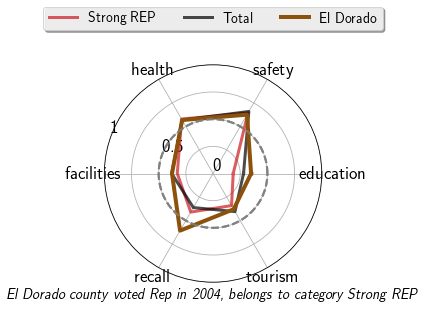 Strong REP Total El Dorado
health safety
1
0.5
0
facilities education
recall tourism
El Dorado county voted Rep in 2004, belongs to category Strong REP